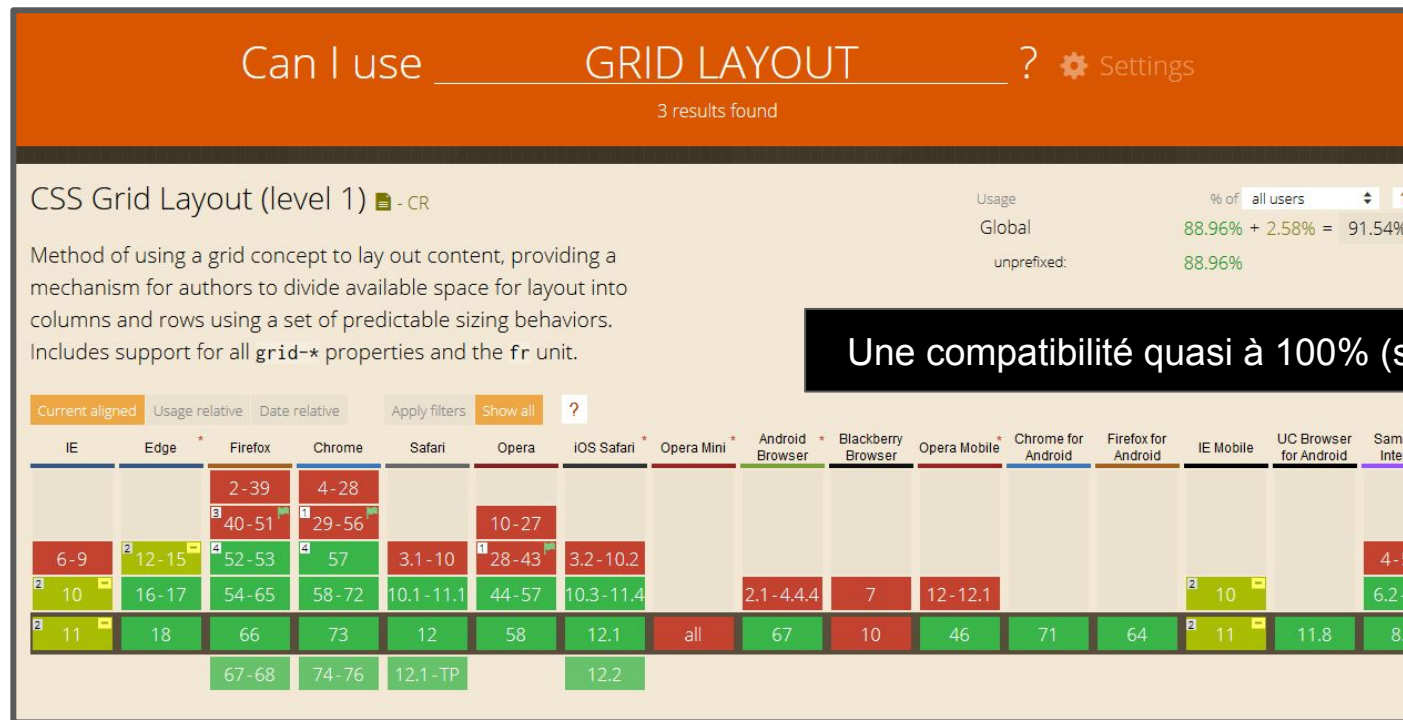 Can I use GRID LAYOUT ? Settings
3 results found
CSS Grid Layout (level 1) - CR
Usage % of all users
Global 88.96% + 2.58% = 91.54%
unprefixed: 88.96%
Method of using a grid concept to lay out content, providing a
mechanism for authors to divide available space for layout into
columns and rows using a set of predictable sizing behaviors.
Includes support for all grid-* properties and the fr unit.
Une compatibilité quasi à 100% (s
Current aligned Usage relative Date relative Apply filters Show all ?
IE Edge * Firefox Chrome Safari Opera iOS Safari * Opera Mini * Android Browser * Blackberry Browser Opera Mobile * Chrome for Android Firefox for Android IE Mobile UC Browser for Android Sam Inte
2-39 4-28
3 40-51 1 29-56 10-27
6-9 2 12-15 4 52-53 4 57 3.1-10 1 28-43 3.2-10.2 4-
2 10 16-17 54-65 58-72 10.1-11.1 44-57 10.3-11.4 2.1-4.4.4 7 12-12.1 2 10 6.2-
2 11 18 66 73 12 58 12.1 all 67 10 46 71 64 2 11 11.8 8.
67-68 74-76 12.1-TP 12.2